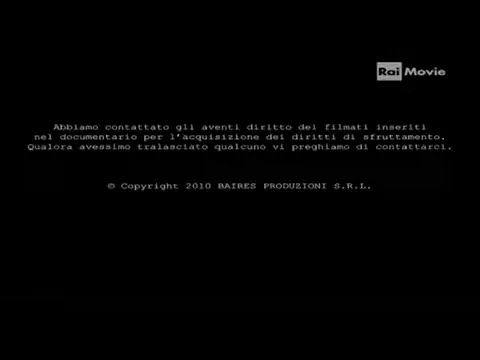 Rai Movie
Abbiamo contattato gli aventi diritto dei filmati inseriti
nel documentario per l'acquisizione dei diritti di sfruttamento.
Qualora avessimo tralasciato qualcuno vi preghiamo di contattarci.
© Copyright 2010 BAIRES PRODUZIONI S.R.L.